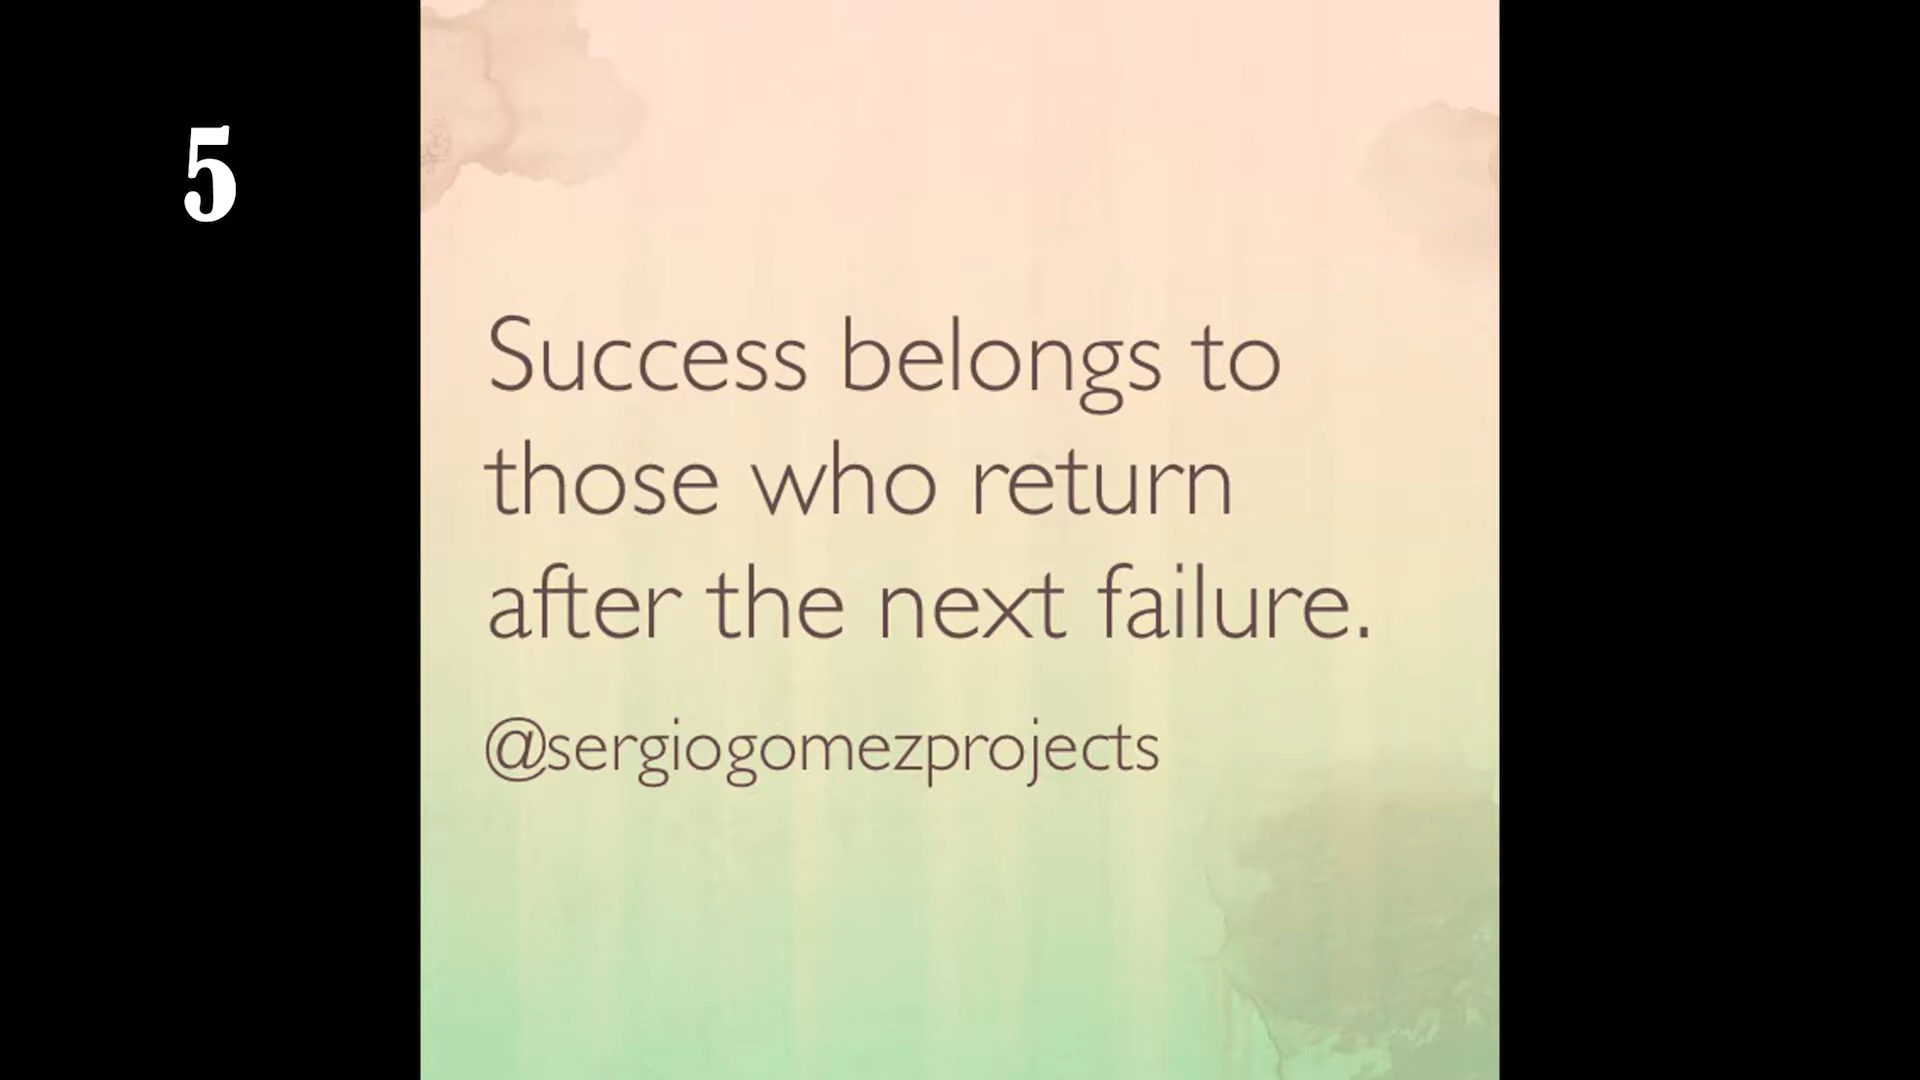 5
Success belongs to
those who return
after the next failure.
@sergiogomezprojects